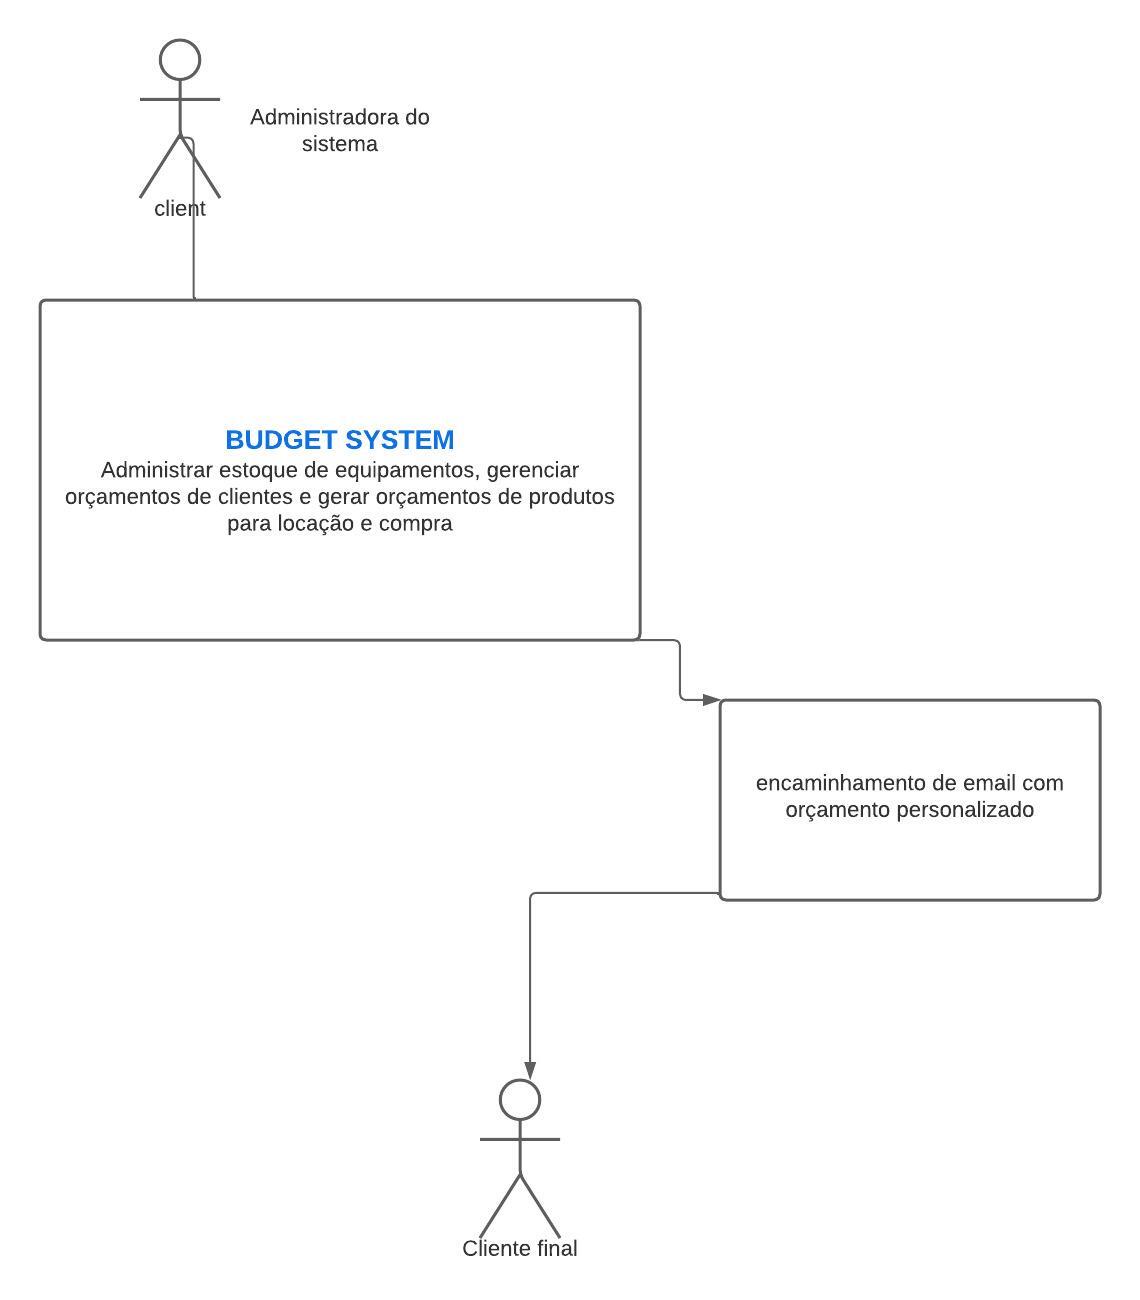 Administradora do
sistema
client
BUDGET SYSTEM
Administrar estoque de equipamentos, gerenciar
orçamentos de clientes e gerar orçamentos de produtos
para locação e compra
encaminhamento de email com
orçamento personalizado
Cliente final